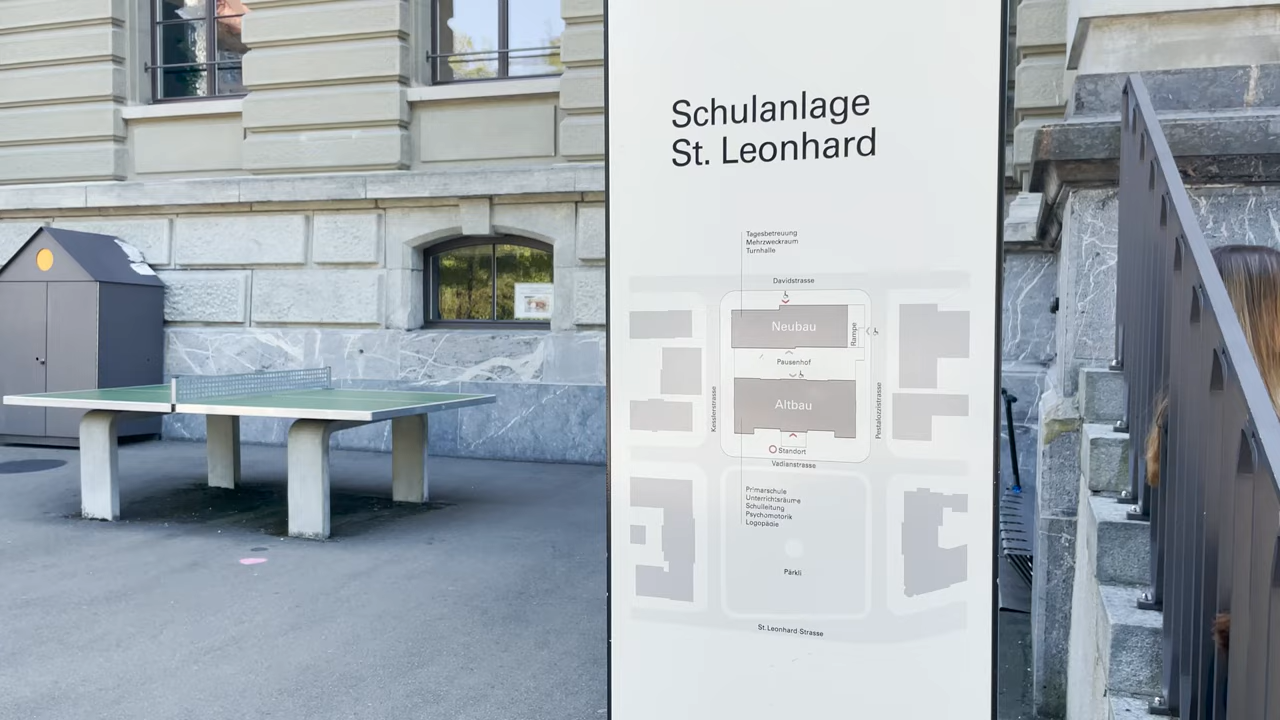 Schulanlage
St. Leonhard
Tagesbetreuung
Mehrzweckraum
Turnhalle
Davidstrasse
Neubau
Rampe
Pausenhof
Altbau
Kesslerstrasse
Pestalozzistrasse
Standort
Vadianstrasse
Primarschule
Unterrichtsräume
Schulleitung
Psychomotorik
Logopädie
Pärkli
St. Leonhard Strasse